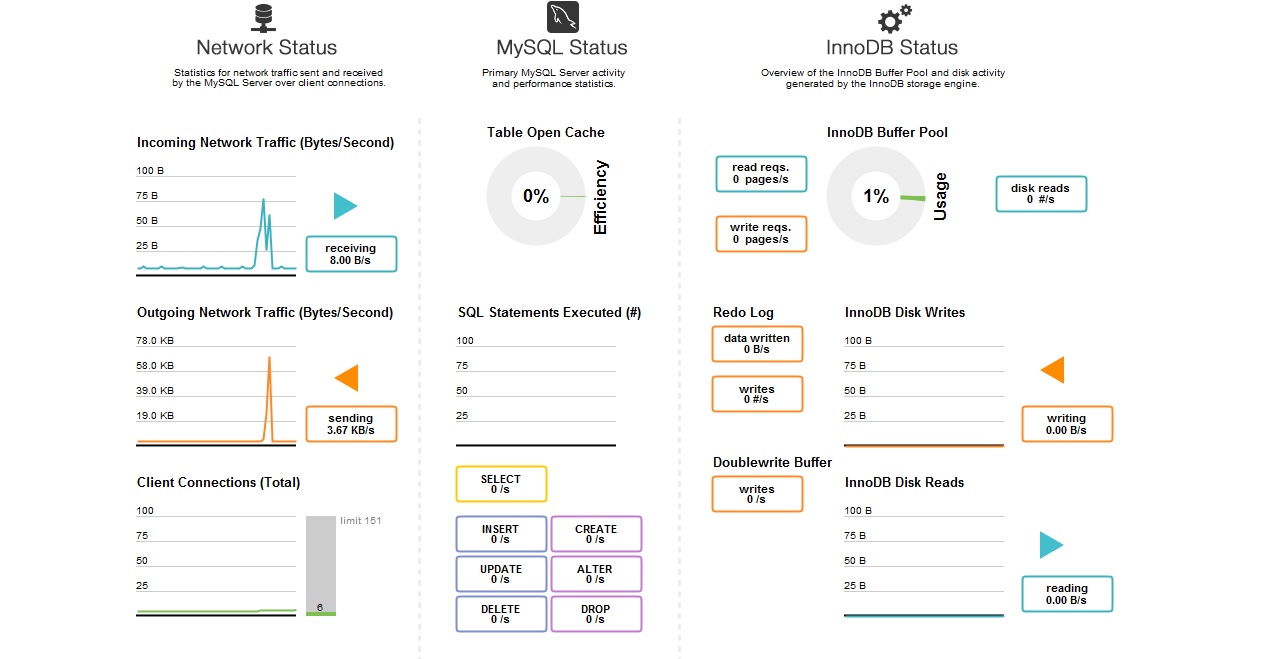 Network Status
Statistics for network traffic sent and received
by the MySQL Server over client connections.
Incoming Network Traffic (Bytes/Second)
100 B
75 B
50 B
25 B
receiving
8.00 B/s
Outgoing Network Traffic (Bytes/Second)
78.0 KB
58.0 KB
39.0 KB
19.0 KB
sending
3.67 KB/s
Client Connections (Total)
100
75
50
25
limit 151
6
MySQL Status
Primary MySQL Server activity
and performance statistics.
Table Open Cache
0%
Efficiency
SQL Statements Executed (#)
100
75
50
25
SELECT
0 /s
INSERT
0 /s
CREATE
0 /s
UPDATE
0 /s
ALTER
0 /s
DELETE
0 /s
DROP
0 /s
InnoDB Status
Overview of the InnoDB Buffer Pool and disk activity
generated by the InnoDB storage engine.
InnoDB Buffer Pool
read reqs.
0 pages/s
write reqs.
0 pages/s
1%
Usage
disk reads
0 #/s
Redo Log
data written
0 B/s
writes
0 #/s
Doublewrite Buffer
writes
0 /s
InnoDB Disk Writes
100 B
75 B
50 B
25 B
writing
0.00 B/s
InnoDB Disk Reads
100 B
75 B
50 B
25 B
reading
0.00 B/s